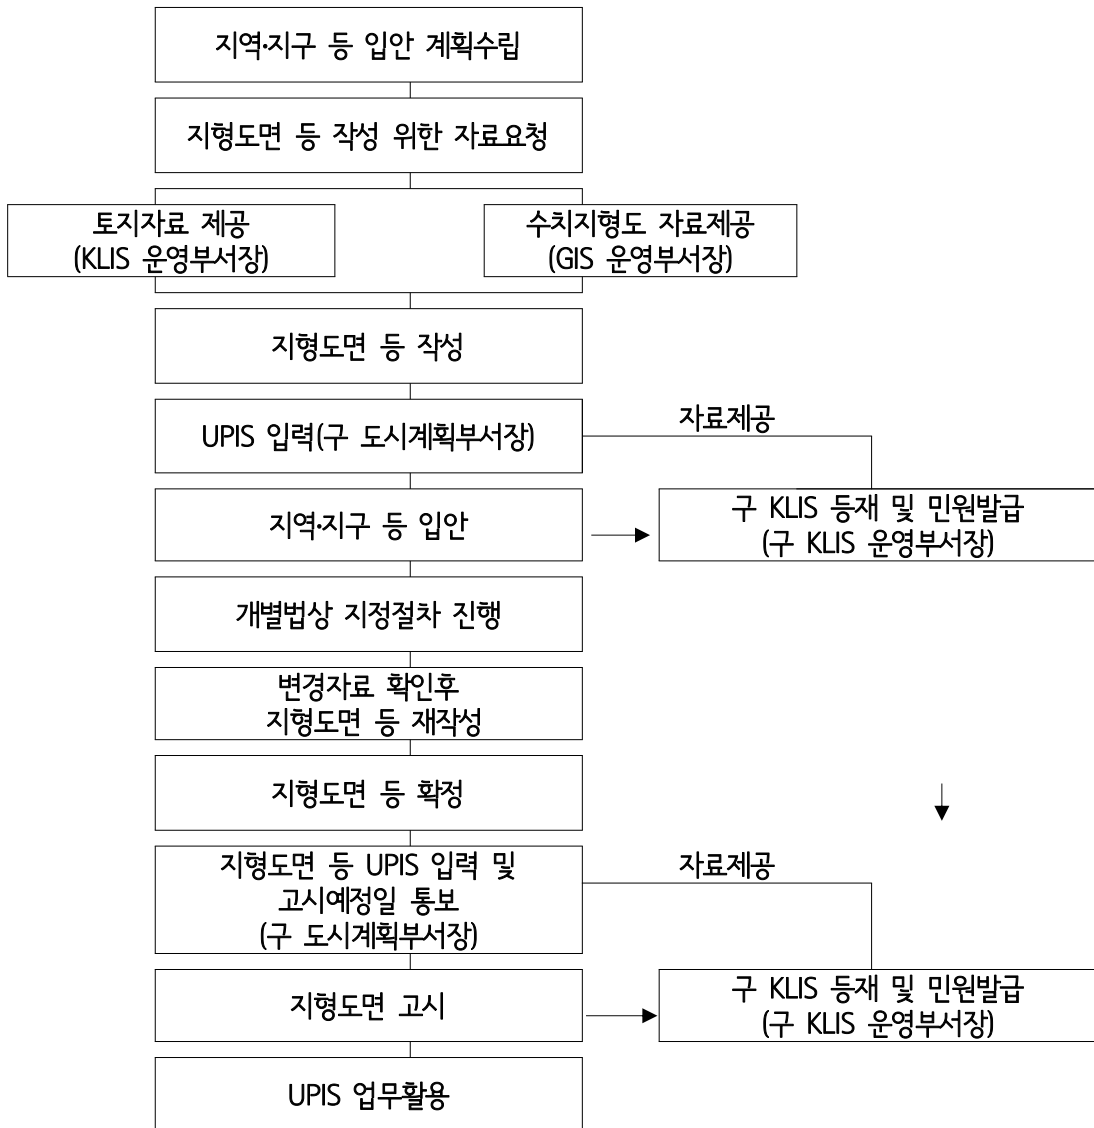 지역·지구 등 입안 계획수립
지형도면 등 작성 위한 자료요청
토지자료 제공
(KLIS 운영부서장)
수치지형도 자료제공
(GIS 운영부서장)
지형도면 등 작성
UPIS 입력(구 도시계획부서장)
자료제공
지역·지구 등 입안
구 KLIS 등재 및 민원발급
(구 KLIS 운영부서장)
개별법상 지정절차 진행
변경자료 확인후
지형도면 등 재작성
지형도면 등 확정
지형도면 등 UPIS 입력 및
고시예정일 통보
(구 도시계획부서장)
자료제공
지형도면 고시
구 KLIS 등재 및 민원발급
(구 KLIS 운영부서장)
UPIS 업무활용